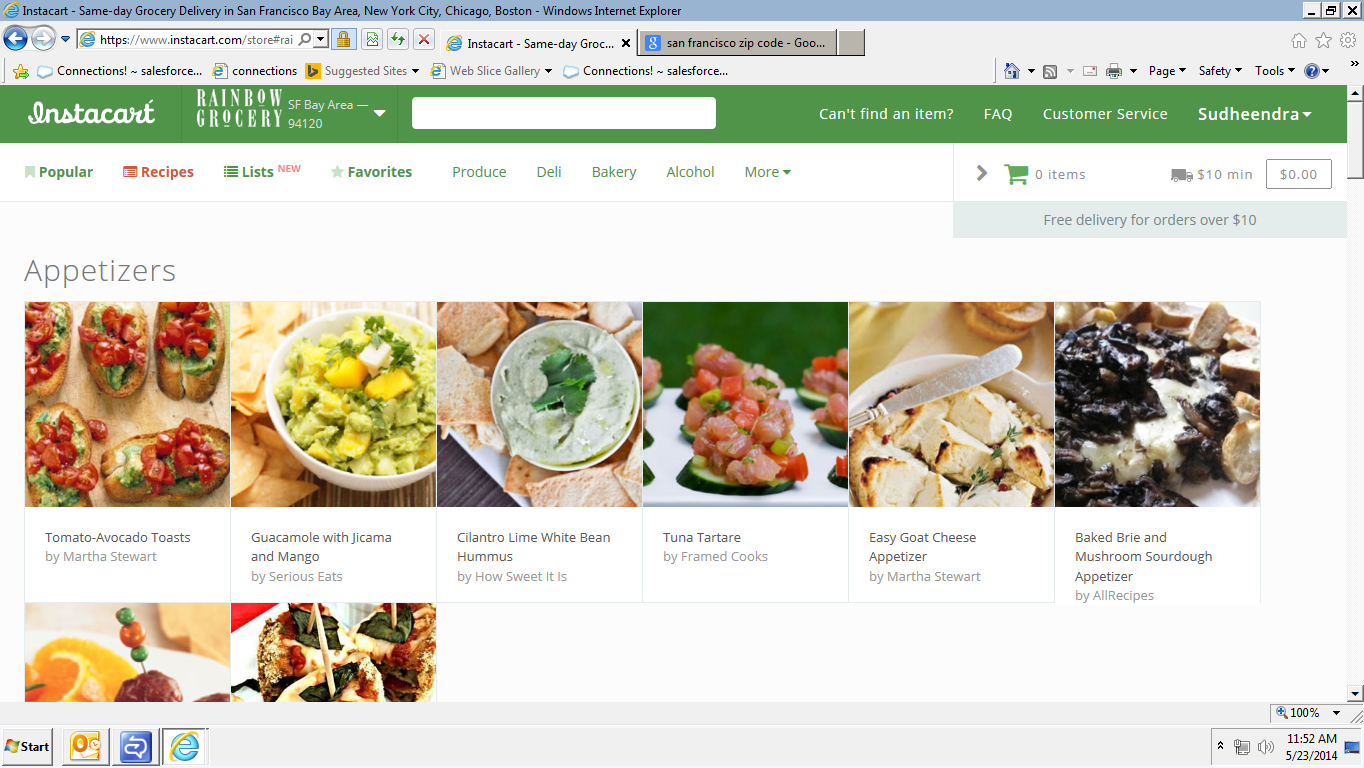 Instacart - Same-day Grocery Delivery in San Francisco Bay Area, New York City, Chicago, Boston - Windows Internet Explorer
https://www.instacart.com/store#rai
Instacart - Same-day Groc...
san francisco zip code - Goo...
Connections! ~ salesforce...
connections
Suggested Sites
Web Slice Gallery
Connections! ~ salesforce...
Page
Safety
Tools
Instacart
RAINBOW GROCERY
SF Bay Area —
94120
Can't find an item?
FAQ
Customer Service
Sudheendra
Popular
Recipes
Lists NEW
Favorites
Produce
Deli
Bakery
Alcohol
More
0 items
$10 min
$0.00
Free delivery for orders over $10
Appetizers
Tomato-Avocado Toasts
by Martha Stewart
Guacamole with Jicama
and Mango
by Serious Eats
Cilantro Lime White Bean
Hummus
by How Sweet It Is
Tuna Tartare
by Framed Cooks
Easy Goat Cheese
Appetizer
by Martha Stewart
Baked Brie and
Mushroom Sourdough
Appetizer
by AllRecipes
100%
Start
11:52 AM
5/23/2014